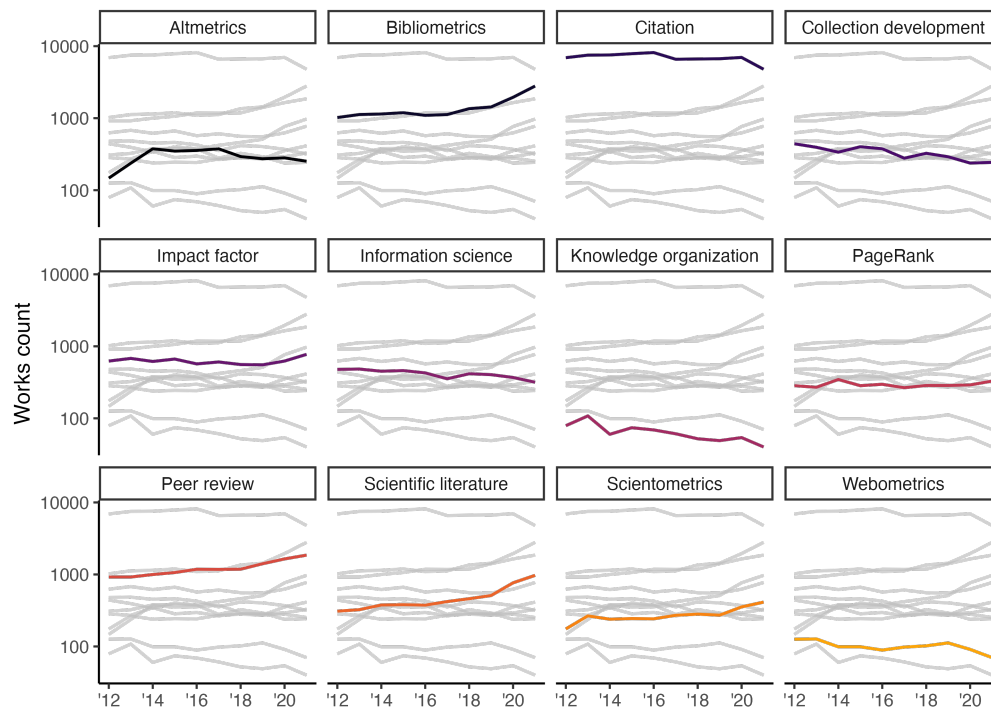 Altmetrics
Bibliometrics
Citation
Collection development
10000
1000
100
Impact factor
Information science
Knowledge organization
PageRank
10000
1000
100
Works count
Peer review
Scientific literature
Scientometrics
Webometrics
10000
1000
100
'12 '14 '16 '18 '20
'12 '14 '16 '18 '20
'12 '14 '16 '18 '20
'12 '14 '16 '18 '20